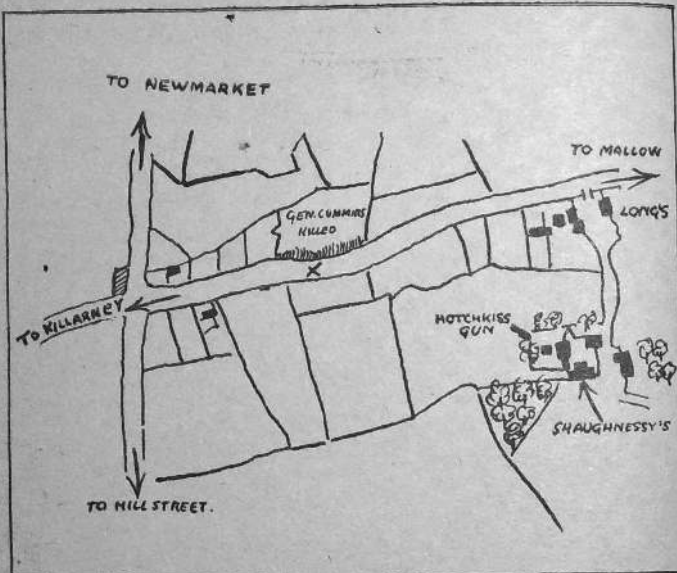 TO NEWMARKET
TO MALLOW
GEN. CUMMINS
KILLED
LONG'S
X
TO KILLARNEY
HOTCHKISS
GUN
SHAUGHNESSY'S
TO MILL STREET.